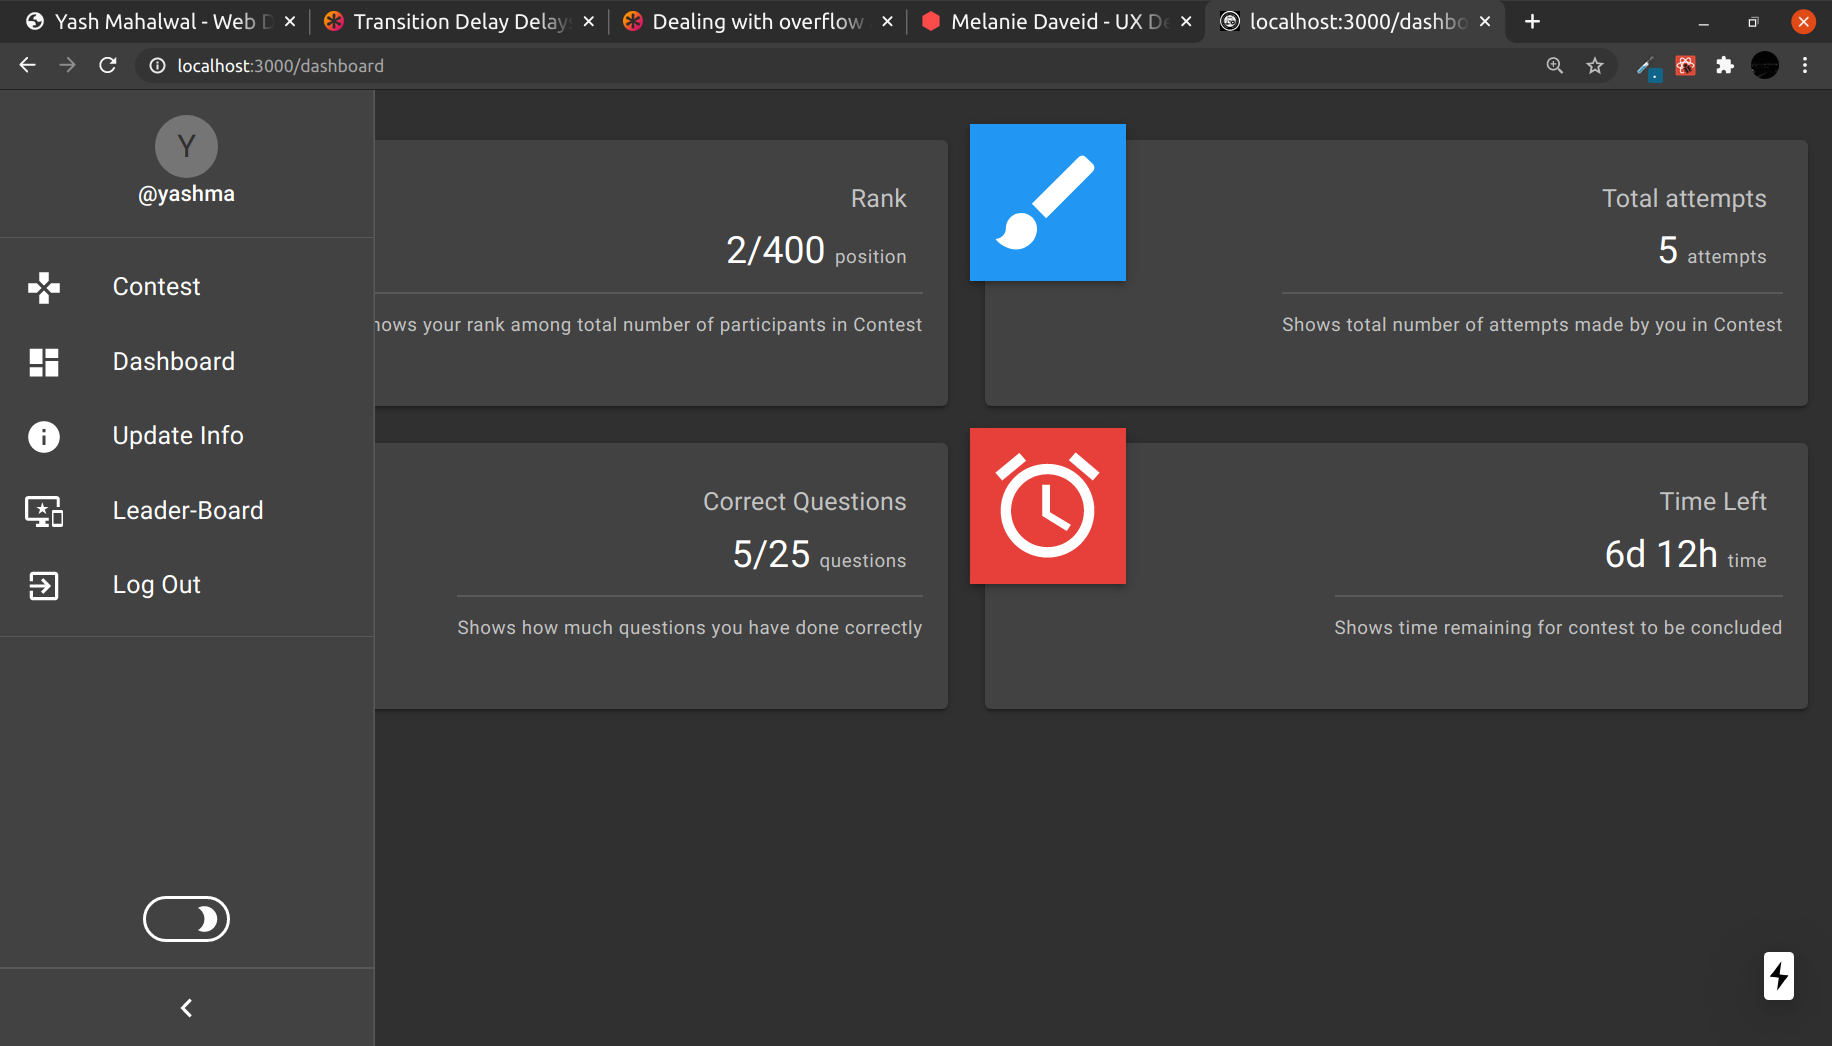 Yash Mahalwal - Web D
Transition Delay Delay
Dealing with overflow
Melanie Daveid - UX De
localhost:3000/dashbo
localhost:3000/dashboard
Y
@yashma
Contest
Dashboard
Update Info
Leader-Board
Log Out
Rank
2/400 position
hows your rank among total number of participants in Contest
Total attempts
5 attempts
Shows total number of attempts made by you in Contest
Correct Questions
5/25 questions
Shows how much questions you have done correctly
Time Left
6d 12h time
Shows time remaining for contest to be concluded